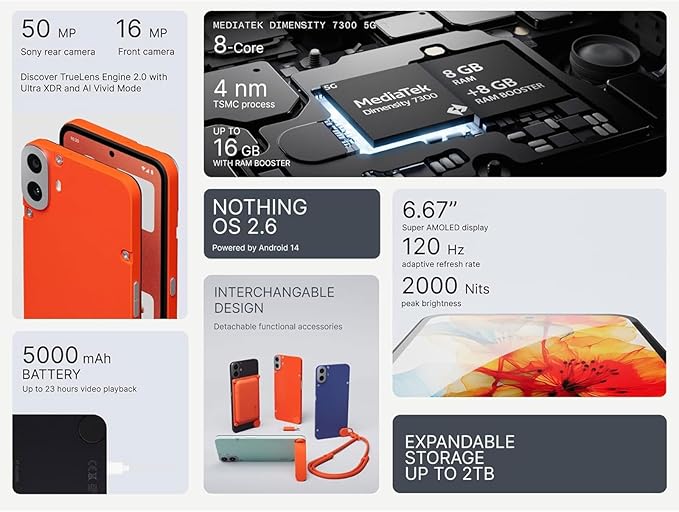 50 MP
Sony rear camera
16 MP
Front camera
Discover TrueLens Engine 2.0 with
Ultra XDR and AI Vivid Mode
MEDIATEK DIMENSITY 7300 5G
8-Core
4 nm
TSMC process
UP TO
16 GB
WITH RAM BOOSTER
5G
MediaTek
Dimensity 7300
8 GB
RAM
+8 GB
RAM BOOSTER
NOTHING
OS 2.6
Powered by Android 14
6.67”
Super AMOLED display
120 Hz
adaptive refresh rate
2000 Nits
peak brightness
INTERCHANGABLE
DESIGN
Detachable functional accessories
5000 mAh
BATTERY
Up to 23 hours video playback
EXPANDABLE
STORAGE
UP TO 2TB